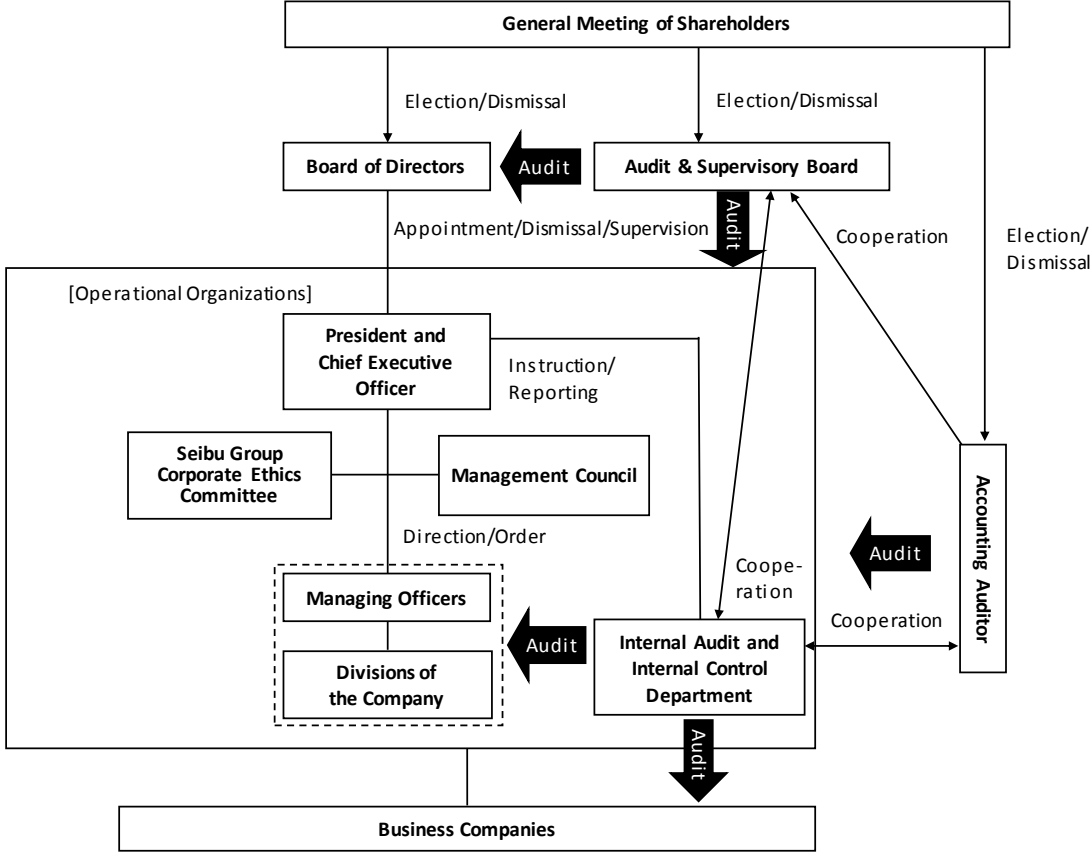 General Meeting of Shareholders
Election/Dismissal
Election/Dismissal
Board of Directors
Audit
Audit & Supervisory Board
Audit
Appointment/Dismissal/Supervision
Cooperation
Election/
Dismissal
[Operational Organizations]
President and
Chief Executive
Officer
Instruction/
Reporting
Seibu Group
Corporate Ethics
Committee
Management Council
Direction/Order
Audit
Accounting Auditor
Coope-
ration
Managing Officers
Cooperation
Audit
Internal Audit and
Internal Control
Department
Divisions of
the Company
Audit
Business Companies